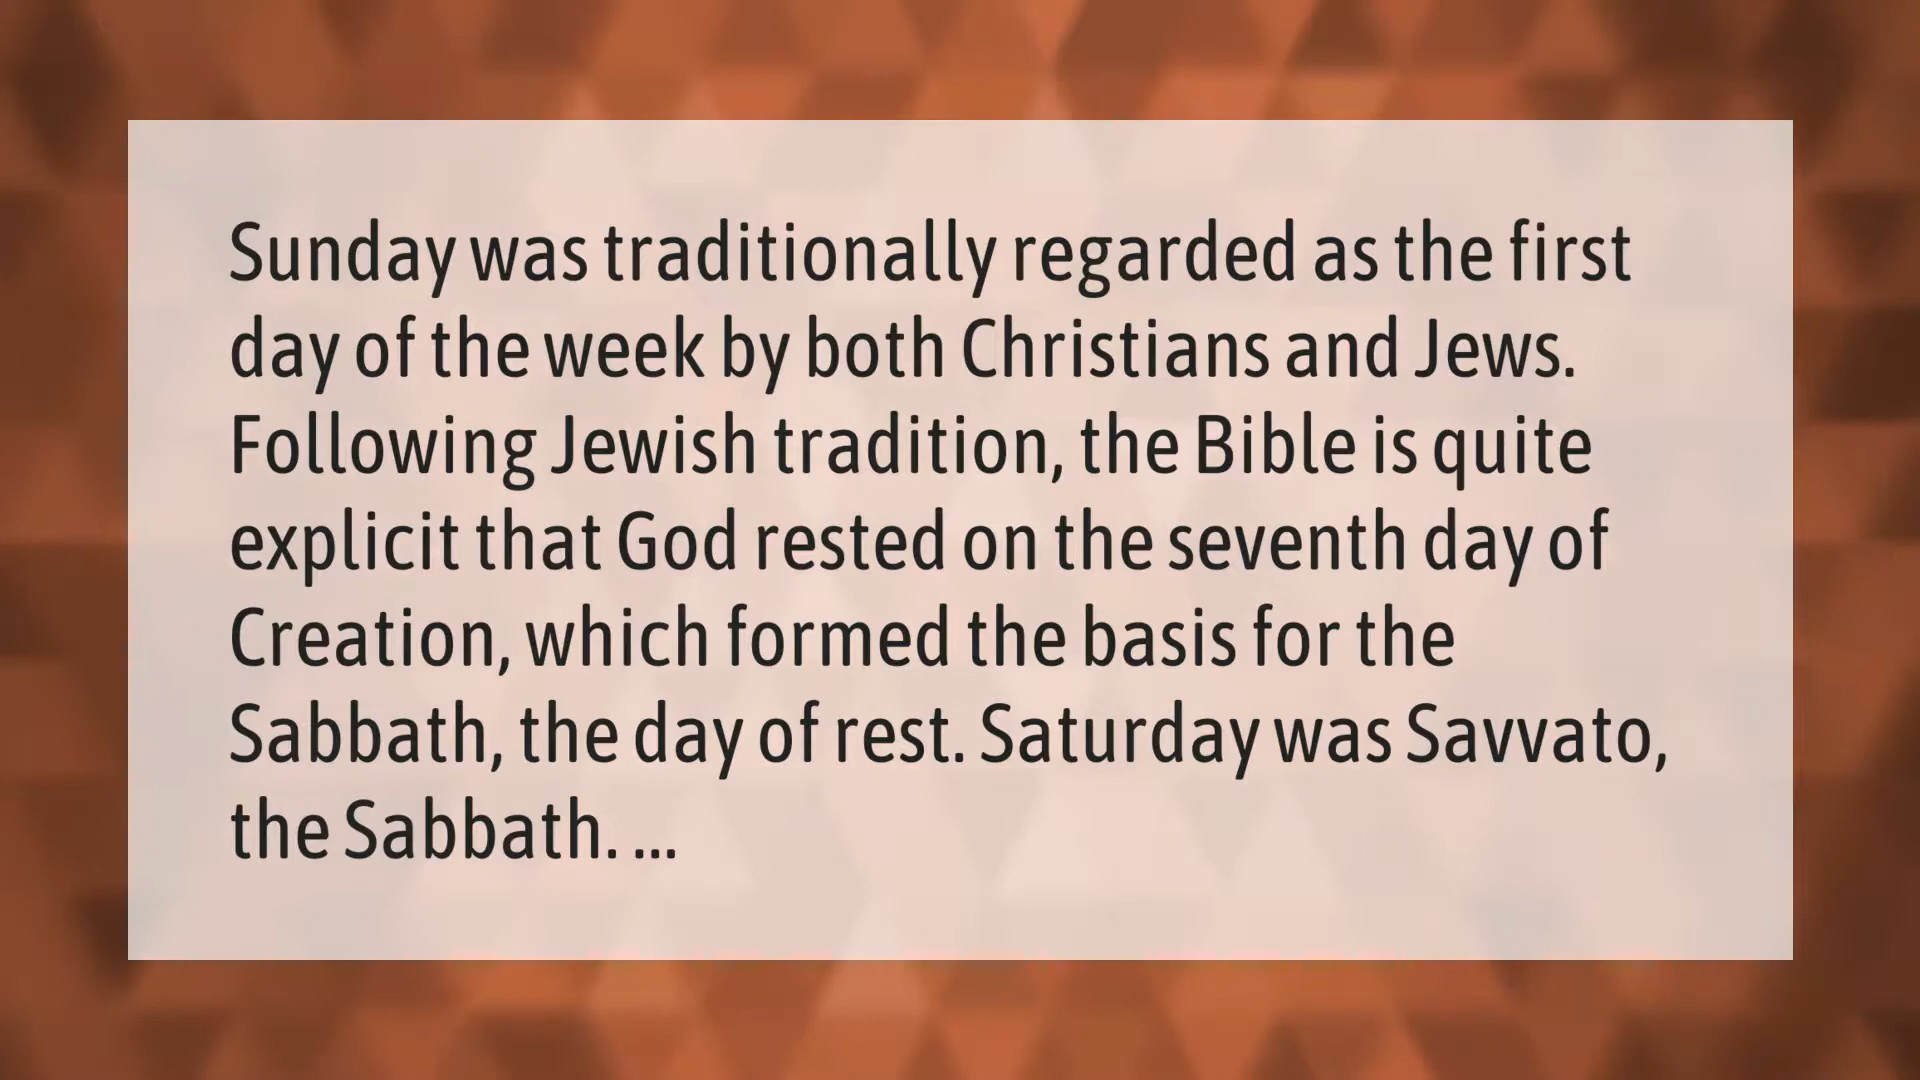 Sunday was traditionally regarded as the first
day of the week by both Christians and Jews.
Following Jewish tradition, the Bible is quite
explicit that God rested on the seventh day of
Creation, which formed the basis for the
Sabbath, the day of rest. Saturday was Savvato,
the Sabbath. ...